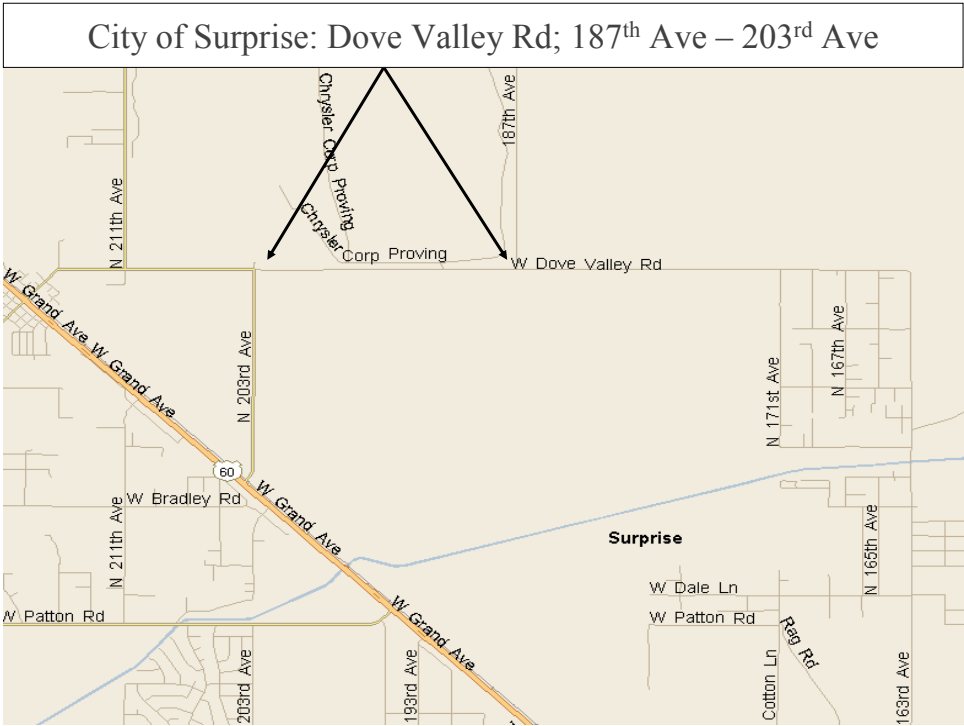 City of Surprise: Dove Valley Rd; 187th Ave – 203rd Ave
Chrysler Corp Proving
187th Ave
N 211th Ave
Chrysler
Corp Proving
W Dove Valley Rd
W Grand Ave
W Grand Ave
N 203rd Ave
N 171st Ave
N 167th Ave
60
W Bradley Rd
W Grand Ave
N 211th Ave
Surprise
N 165th Ave
W Dale Ln
W Patton Rd
W Grand Ave
W Patton Rd
Rag Rd
203rd Ave
193rd Ave
Cotton Ln
163rd Ave